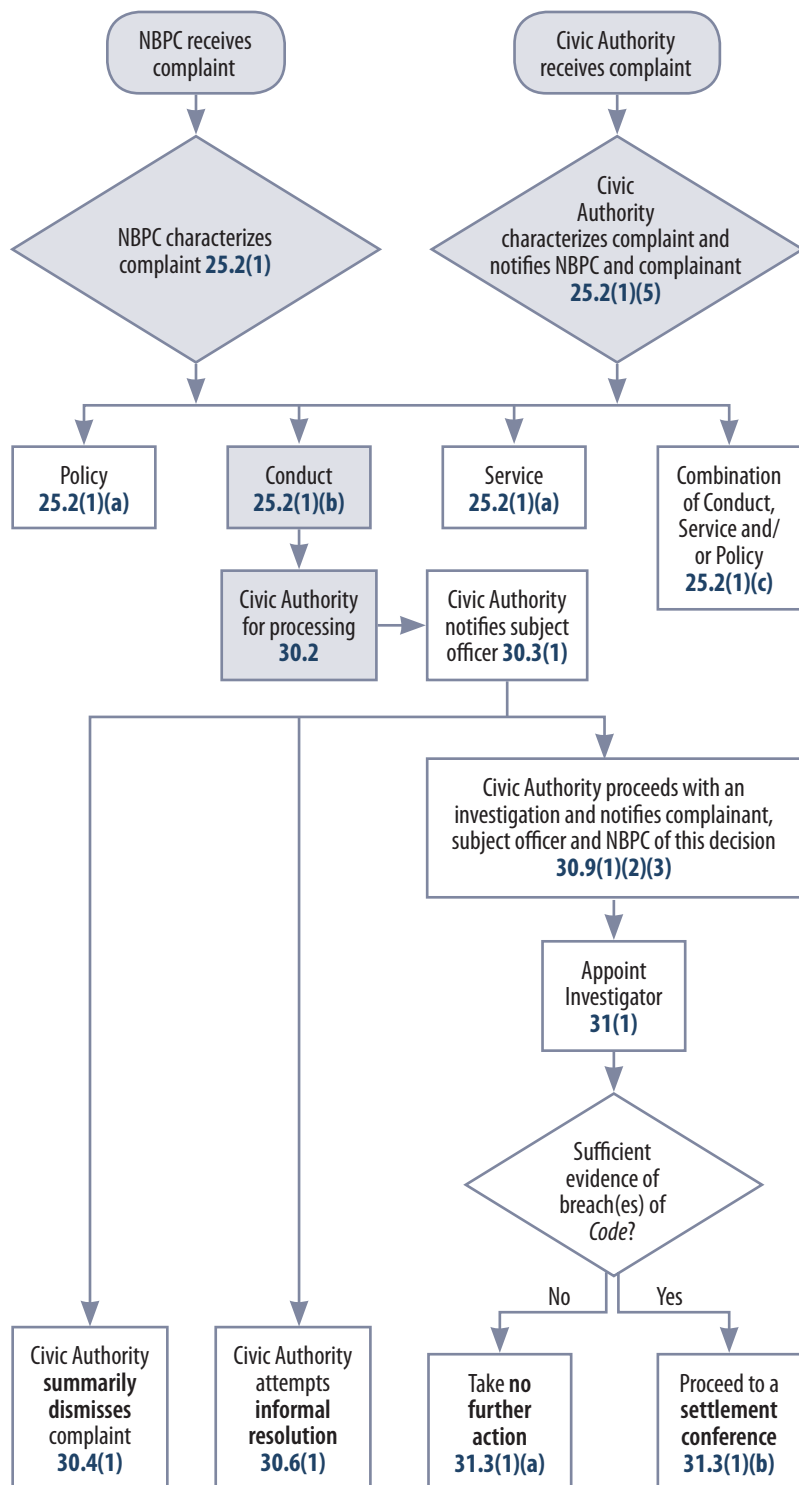 NBPC receives
complaint
Civic Authority
receives complaint
NBPC characterizes
complaint 25.2(1)
Civic
Authority
characterizes complaint and
notifies NBPC and complainant
25.2(1)(5)
Policy
25.2(1)(a)
Conduct
25.2(1)(b)
Service
25.2(1)(a)
Combination
of Conduct,
Service and/
or Policy
25.2(1)(c)
Civic Authority
for processing
30.2
Civic Authority
notifies subject
officer 30.3(1)
Civic Authority proceeds with an
investigation and notifies complainant,
subject officer and NBPC of this decision
30.9(1)(2)(3)
Appoint
Investigator
31(1)
Sufficient
evidence of
breach(es) of
Code?
No
Yes
Civic Authority
summarily
dismisses
complaint
30.4(1)
Civic Authority
attempts
informal
resolution
30.6(1)
Take no
further
action
31.3(1)(a)
Proceed to a
settlement
conference
31.3(1)(b)